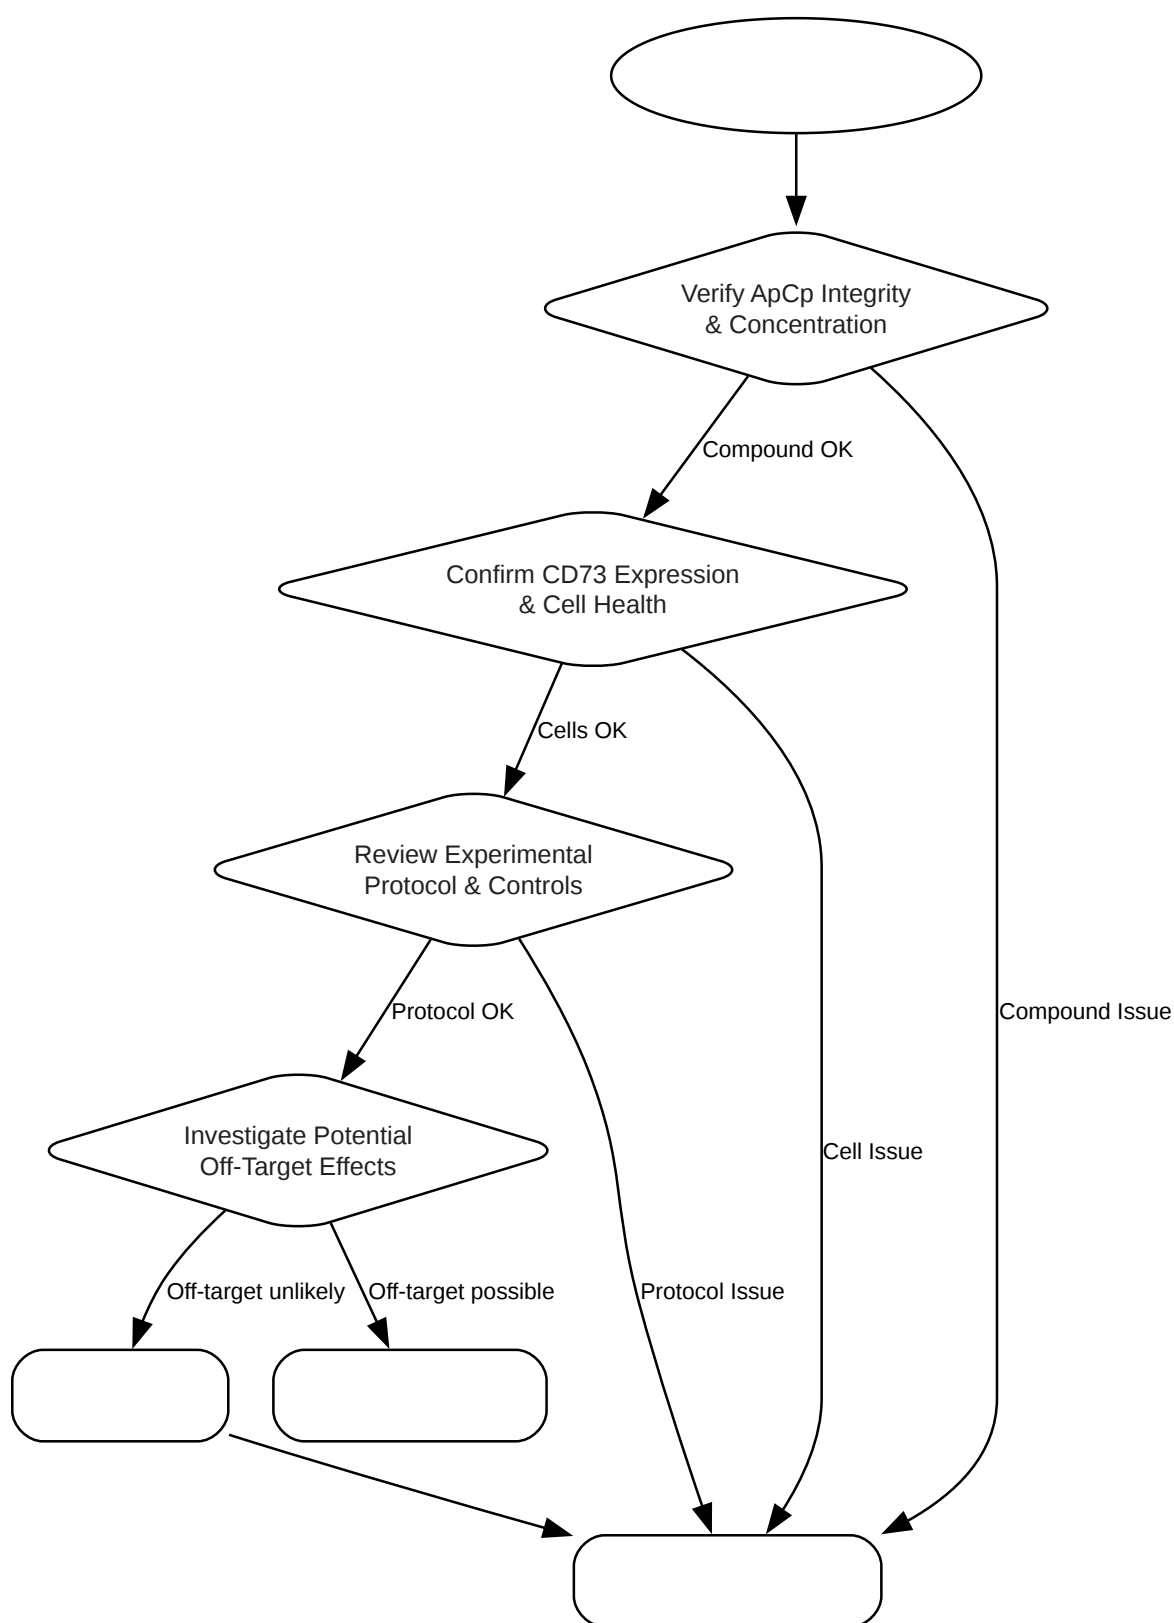 Verify ApCp Integrity
& Concentration
Compound OK
Confirm CD73 Expression
& Cell Health
Cells OK
Review Experimental
Protocol & Controls
Protocol OK
Compound Issue
Investigate Potential
Off-Target Effects
Cell Issue
Off-target unlikely
Off-target possible
Protocol Issue